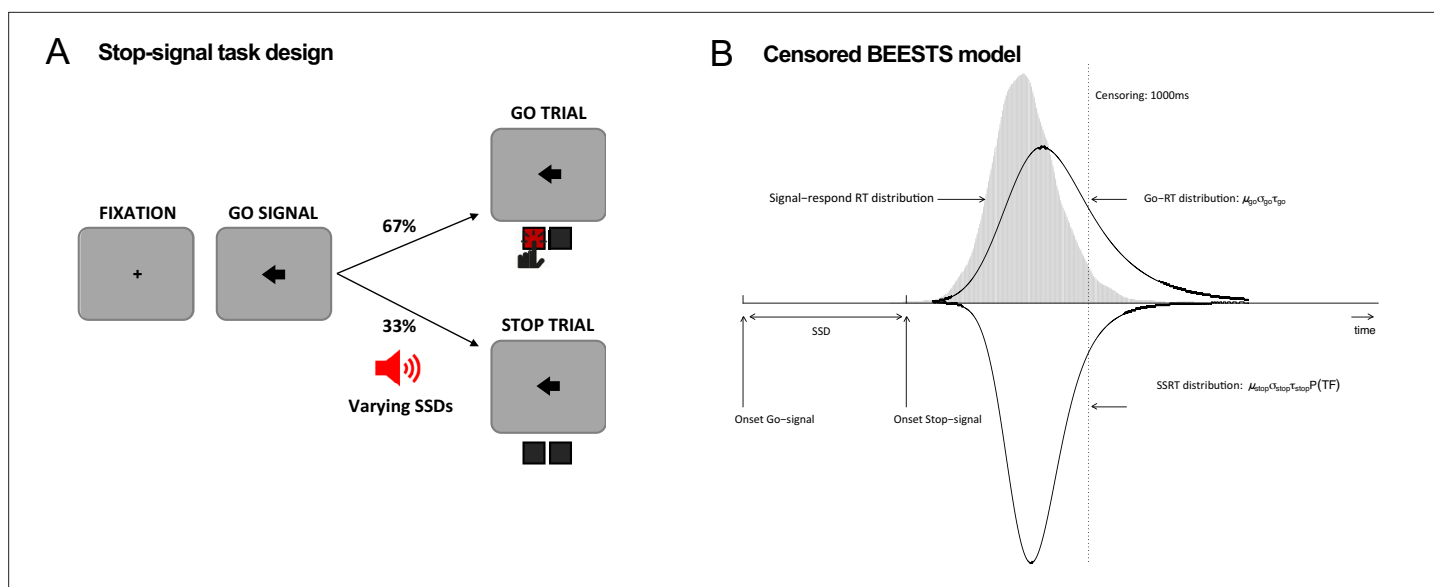 A Stop-signal task design
FIXATION
+
GO SIGNAL
67%
33%
Varying SSDs
GO TRIAL
STOP TRIAL
B Censored BEESTS model
Censoring: 1000ms
Signal−respond RT distribution
Go−RT distribution: μgoσgoτgo
SSD
time
Onset Go−signal
Onset Stop−signal
SSRT distribution: μstopσstopτstopP(TF)